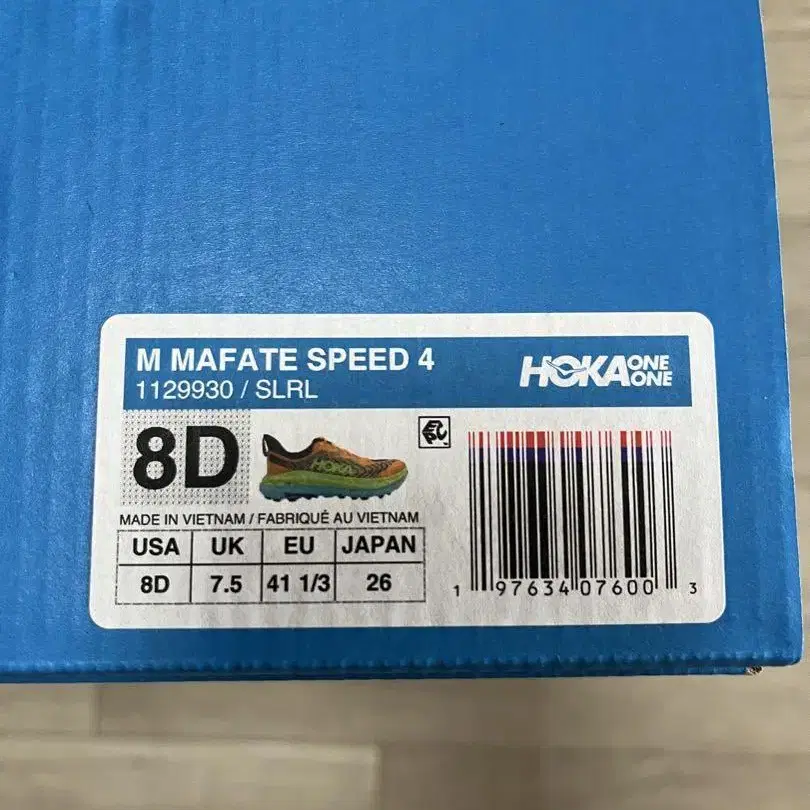 M MAFATE SPEED 4
1129930 / SLRL
HOKA ONE ONE
8D
HOKA
MADE IN VIETNAM / FABRIQUÉ AU VIETNAM
USA UK EU JAPAN
8D 7.5 41 1/3 26
1 97634 07600 3